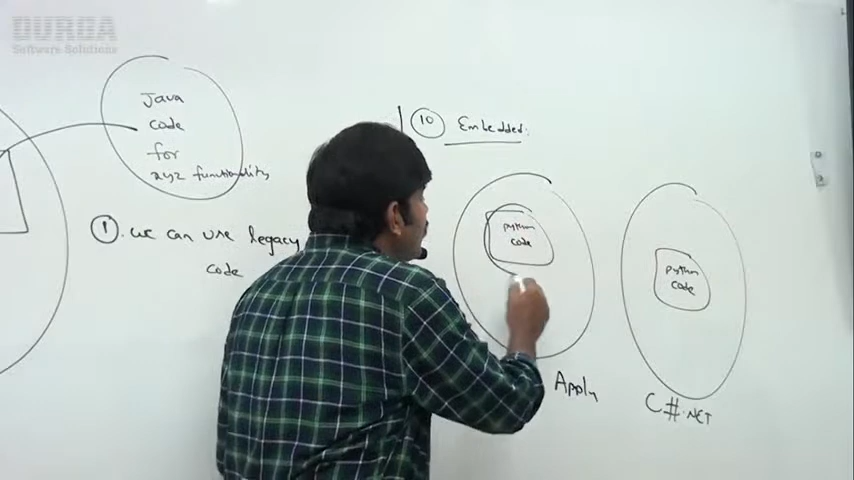 DURGA
Software Solutions
Java
code
for
xyz functionality
1. we can use legacy
code
10 Embedded:
python
code
python
code
Apply
C#.NET